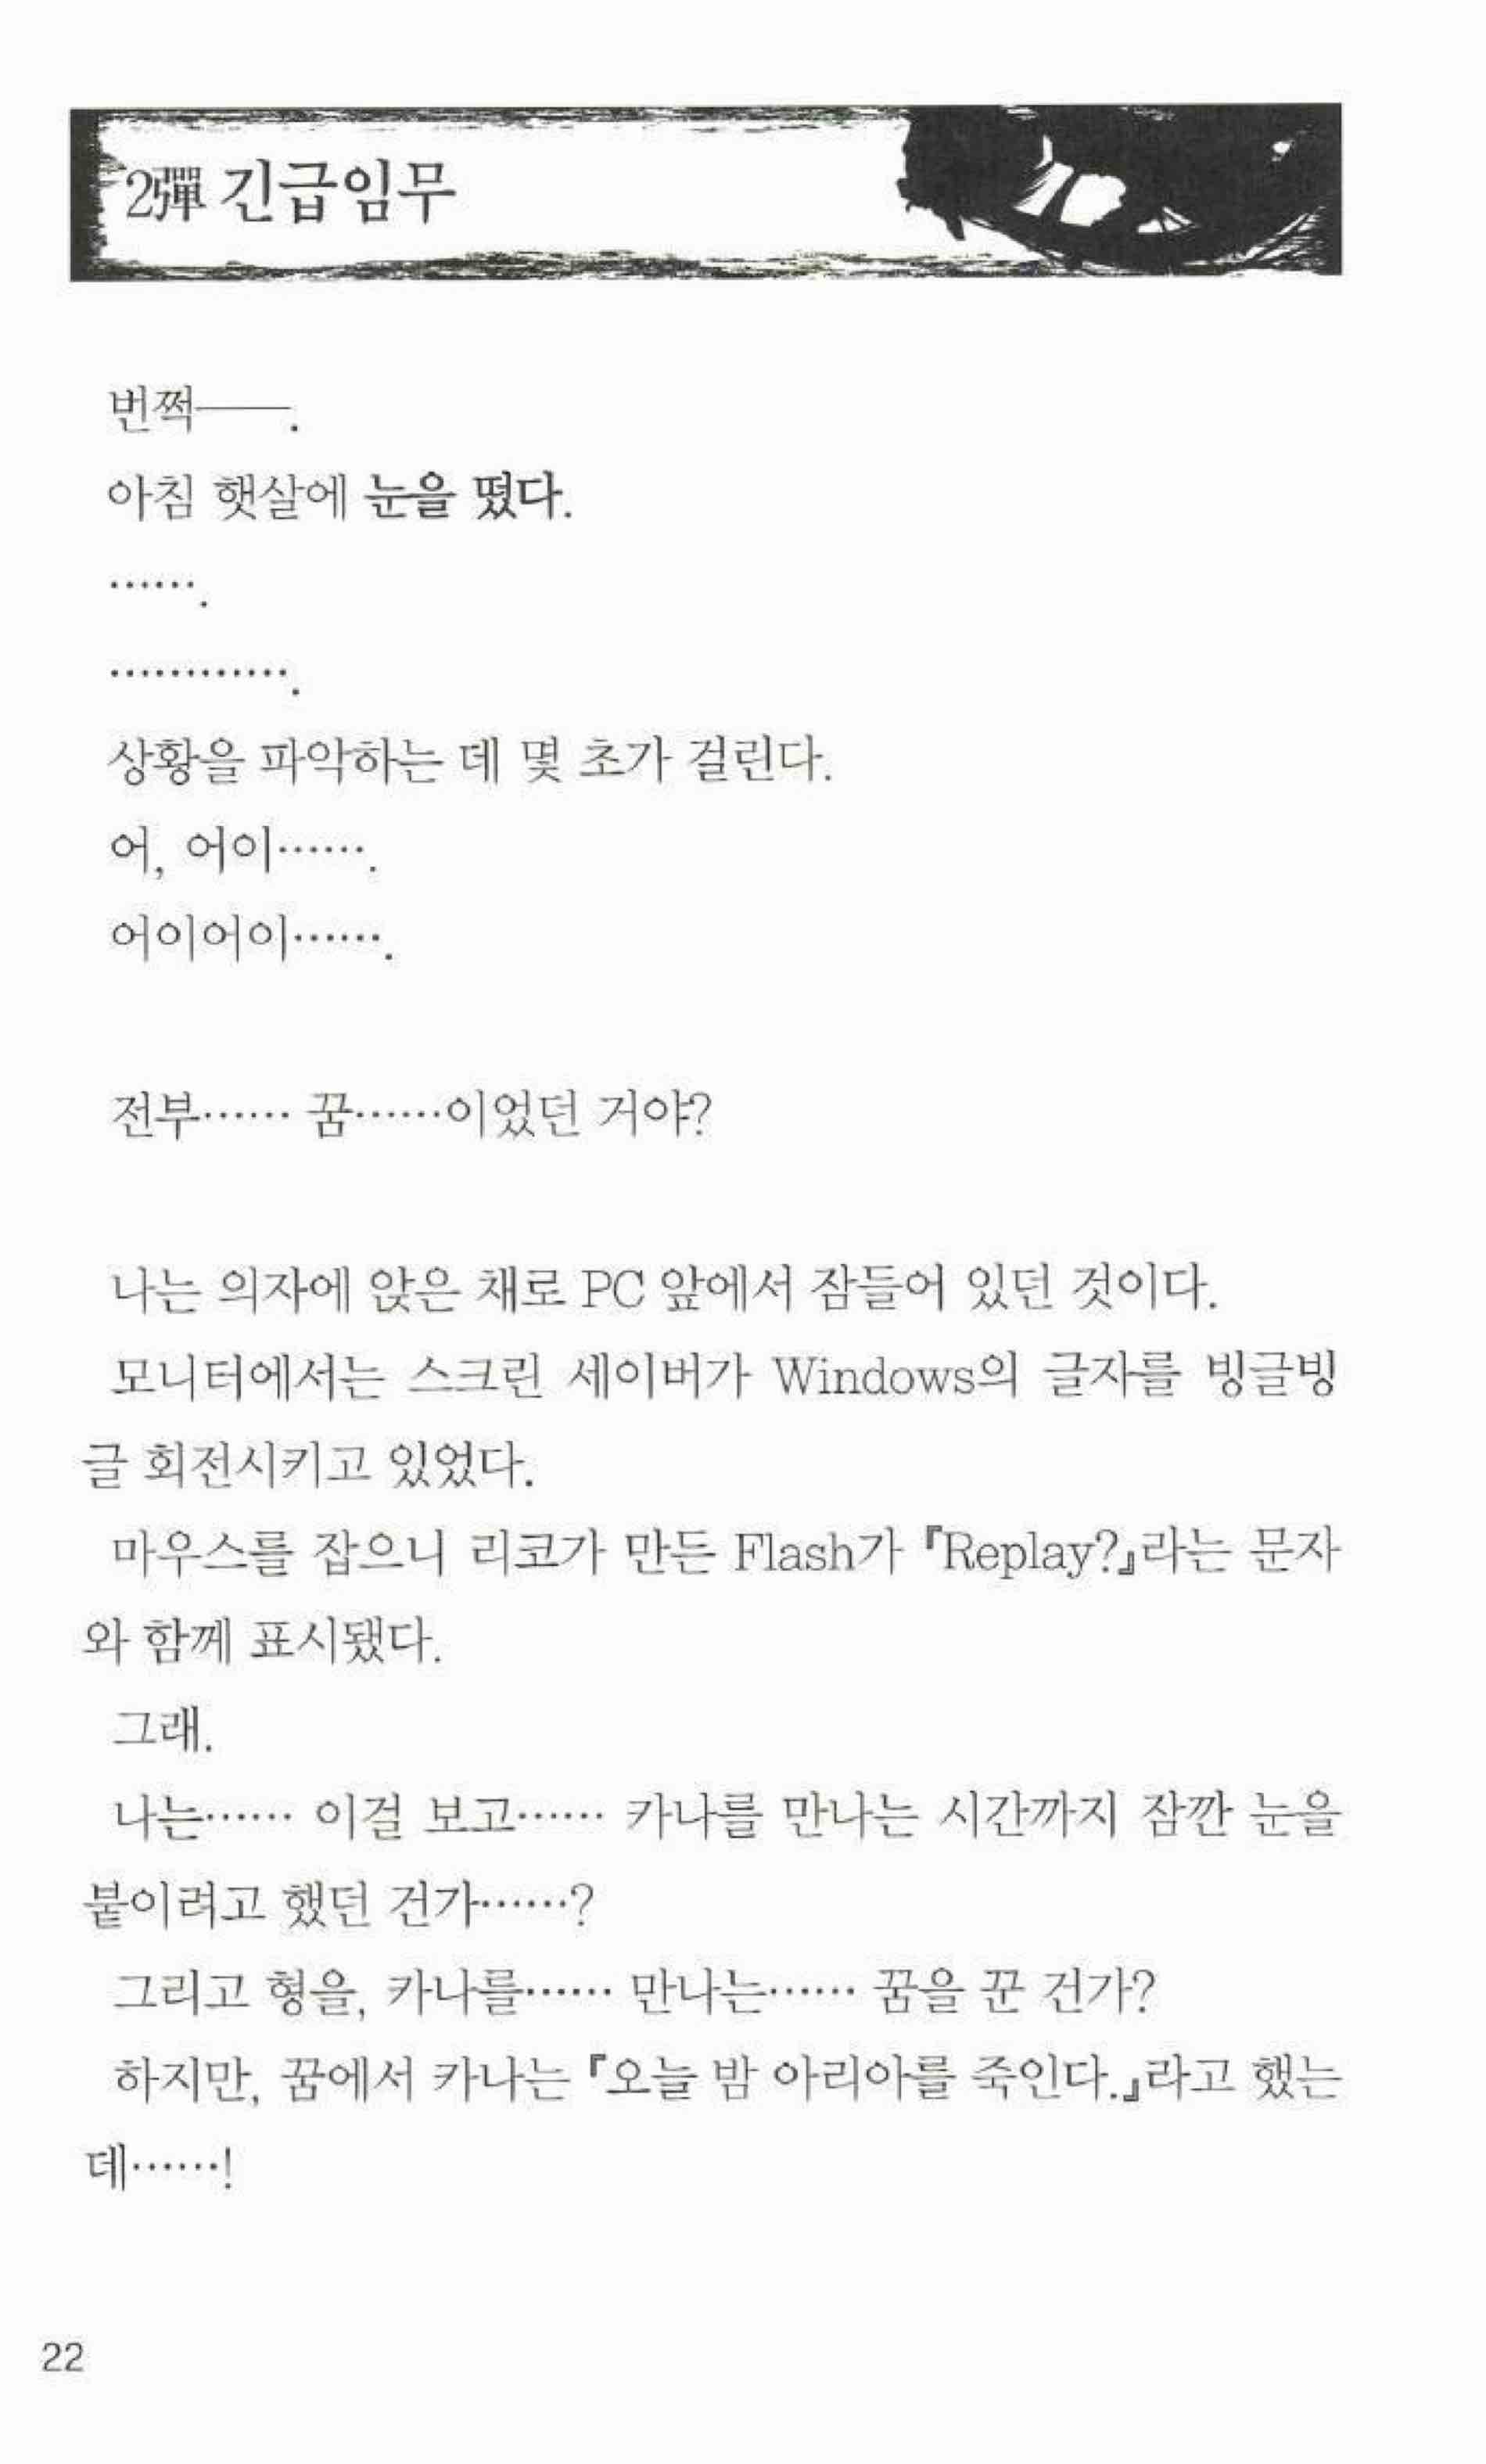 2彈 긴급임무
번쩍――.
아침 햇살에 눈을 떴다.
…….
………….
상황을 파악하는 데 몇 초가 걸린다.
어, 어이…….
어이어이…….
전부…… 꿈……이었던 거야?
나는 의자에 앉은 채로 PC 앞에서 잠들어 있던 것이다.
모니터에서는 스크린 세이버가 Windows의 글자를 빙글빙
글 회전시키고 있었다.
마우스를 잡으니 리코가 만든 Flash가 『Replay?』라는 문자
와 함께 표시됐다.
그래.
나는…… 이걸 보고…… 카나를 만나는 시간까지 잠깐 눈을
붙이려고 했던 건가……?
그리고 형을, 카나를…… 만나는…… 꿈을 꾼 건가?
하지만, 꿈에서 카나는 『오늘 밤 아리아를 죽인다.』라고 했는
데……!
22